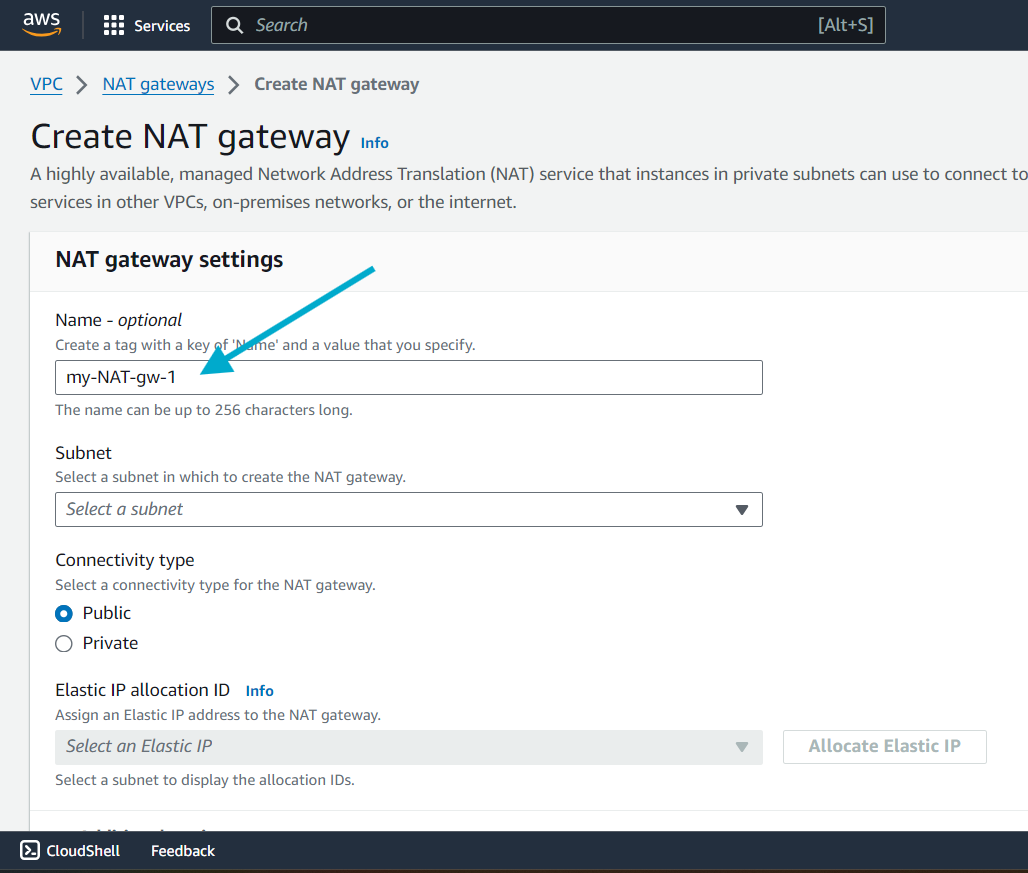 aws
Services
Search
[Alt+S]
VPC
NAT gateways
Create NAT gateway
Create NAT gateway Info
A highly available, managed Network Address Translation (NAT) service that instances in private subnets can use to connect to
services in other VPCs, on-premises networks, or the internet.
NAT gateway settings
Name - optional
Create a tag with a key of 'Name' and a value that you specify.
my-NAT-gw-1
The name can be up to 256 characters long.
Subnet
Select a subnet in which to create the NAT gateway.
Select a subnet
Connectivity type
Select a connectivity type for the NAT gateway.
Public
Private
Elastic IP allocation ID Info
Assign an Elastic IP address to the NAT gateway.
Select an Elastic IP
Allocate Elastic IP
Select a subnet to display the allocation IDs.
CloudShell
Feedback